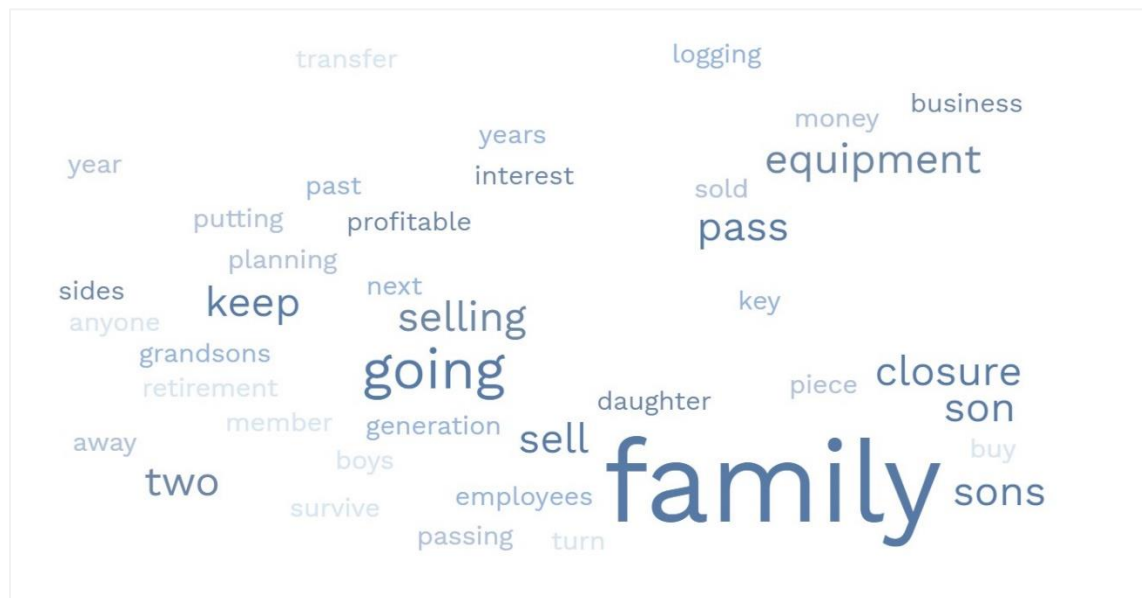 transfer
logging
business
money
years
equipment
year
interest
past
sold
putting
profitable
pass
planning
next
sides
keep
key
anyone
selling
grandsons
going
closure
retirement
piece
daughter
son
member
generation
sell
away
boys
family
buy
two
employees
sons
survive
passing
turn